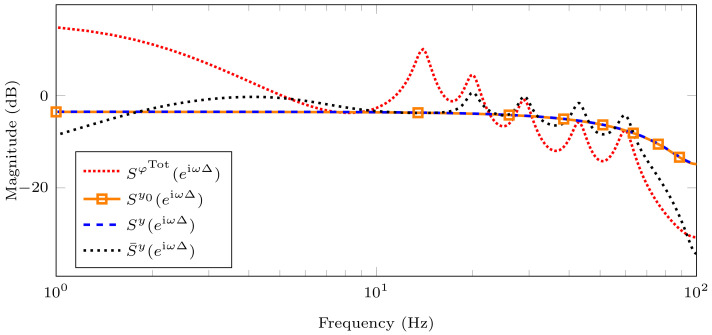 Magnitude (dB)
0
−20
S^{φ^{Tot}}(e^{iωΔ})
S^{y_0}(e^{iωΔ})
S^{y}(e^{iωΔ})
S̄^{y}(e^{iωΔ})
10^0
10^1
10^2
Frequency (Hz)